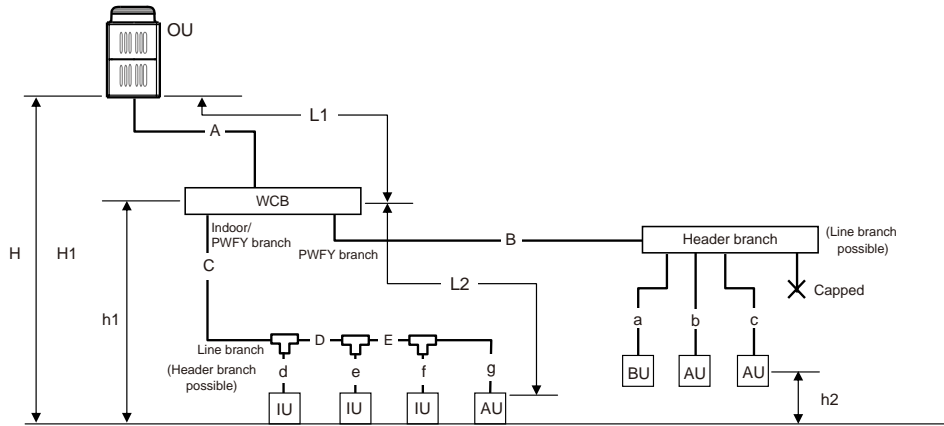 OU
L1
A
WCB
Indoor/
PWFY branch
PWFY branch
B
Header branch
(Line branch
possible)
H
H1
C
h1
L2
Capped
a
b
c
Line branch
(Header branch
possible)
D
E
d
e
f
g
BU
AU
AU
h2
IU
IU
IU
AU